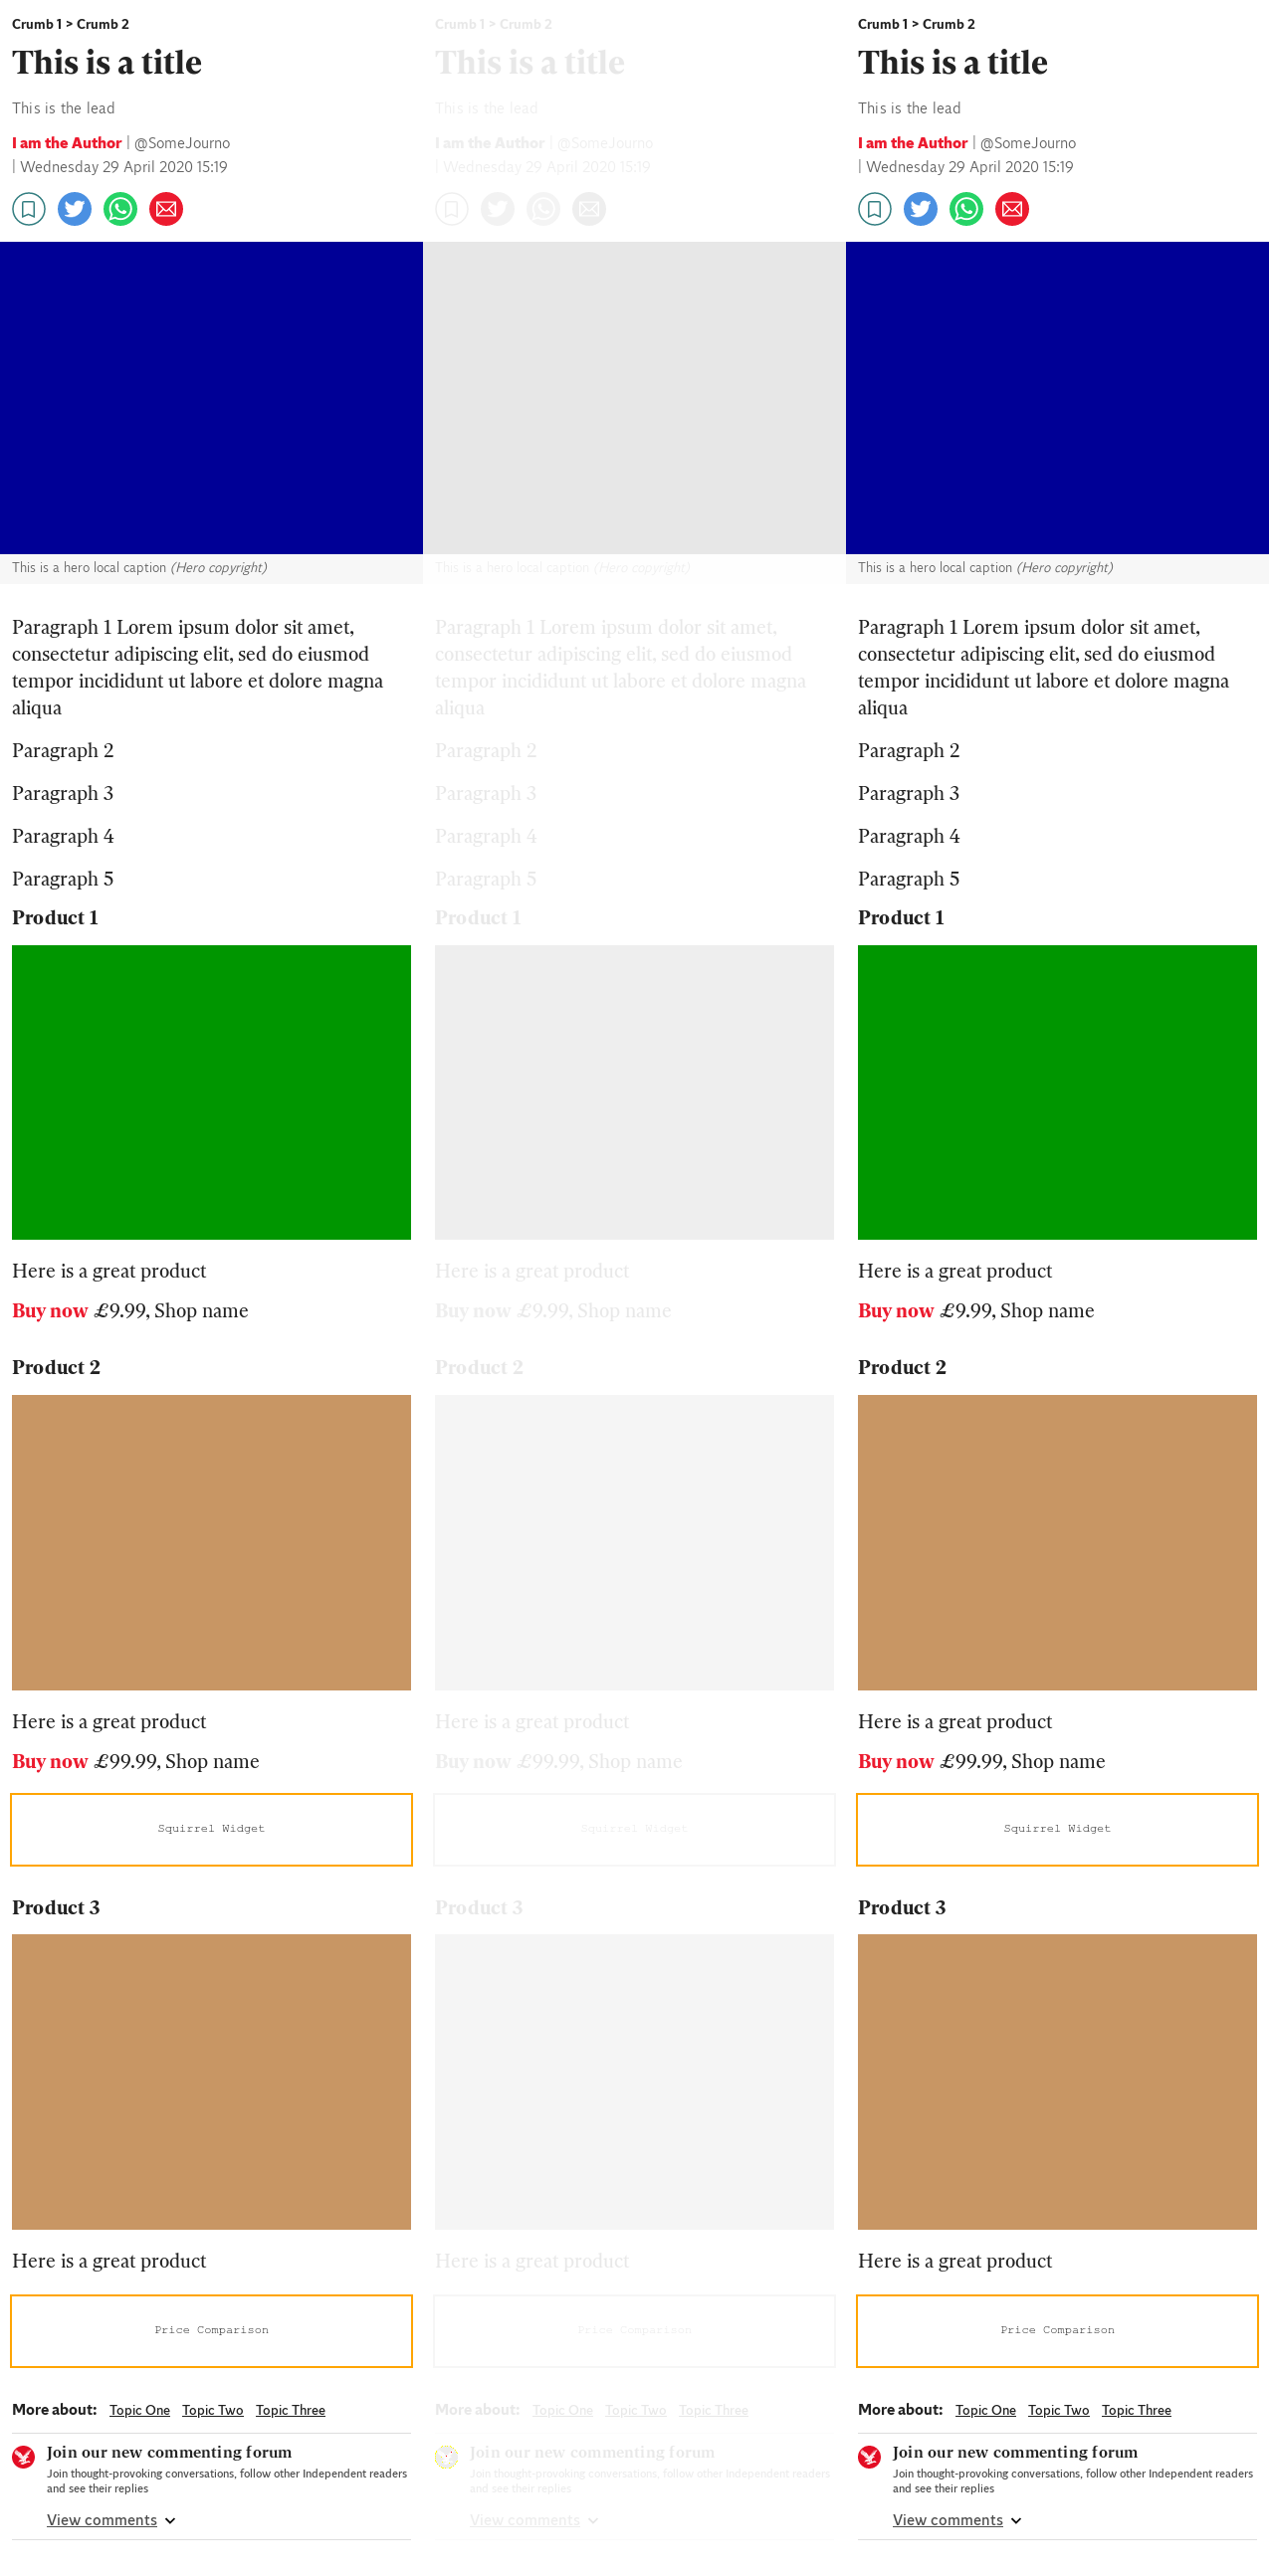 Crumb 1 > Crumb 2
This is a title
This is the lead
I am the Author | @SomeJourno
| Wednesday 29 April 2020 15:19
This is a hero local caption (Hero copyright)
Paragraph 1 Lorem ipsum dolor sit amet,
consectetur adipiscing elit, sed do eiusmod
tempor incididunt ut labore et dolore magna
aliqua
Paragraph 2
Paragraph 3
Paragraph 4
Paragraph 5
Product 1
Here is a great product
Buy now £9.99, Shop name
Product 2
Here is a great product
Buy now £99.99, Shop name
Squirrel Widget
Product 3
Here is a great product
Price Comparison
More about: Topic One Topic Two Topic Three
Join our new commenting forum
Join thought-provoking conversations, follow other Independent readers
and see their replies
View comments
Crumb 1 > Crumb 2
This is a title
This is the lead
I am the Author | @SomeJourno
| Wednesday 29 April 2020 15:19
This is a hero local caption (Hero copyright)
Paragraph 1 Lorem ipsum dolor sit amet,
consectetur adipiscing elit, sed do eiusmod
tempor incididunt ut labore et dolore magna
aliqua
Paragraph 2
Paragraph 3
Paragraph 4
Paragraph 5
Product 1
Here is a great product
Buy now £9.99, Shop name
Product 2
Here is a great product
Buy now £99.99, Shop name
Squirrel Widget
Product 3
Here is a great product
Price Comparison
More about: Topic One Topic Two Topic Three
Join our new commenting forum
Join thought-provoking conversations, follow other Independent readers
and see their replies
View comments
Crumb 1 > Crumb 2
This is a title
This is the lead
I am the Author | @SomeJourno
| Wednesday 29 April 2020 15:19
This is a hero local caption (Hero copyright)
Paragraph 1 Lorem ipsum dolor sit amet,
consectetur adipiscing elit, sed do eiusmod
tempor incididunt ut labore et dolore magna
aliqua
Paragraph 2
Paragraph 3
Paragraph 4
Paragraph 5
Product 1
Here is a great product
Buy now £9.99, Shop name
Product 2
Here is a great product
Buy now £99.99, Shop name
Squirrel Widget
Product 3
Here is a great product
Price Comparison
More about: Topic One Topic Two Topic Three
Join our new commenting forum
Join thought-provoking conversations, follow other Independent readers
and see their replies
View comments